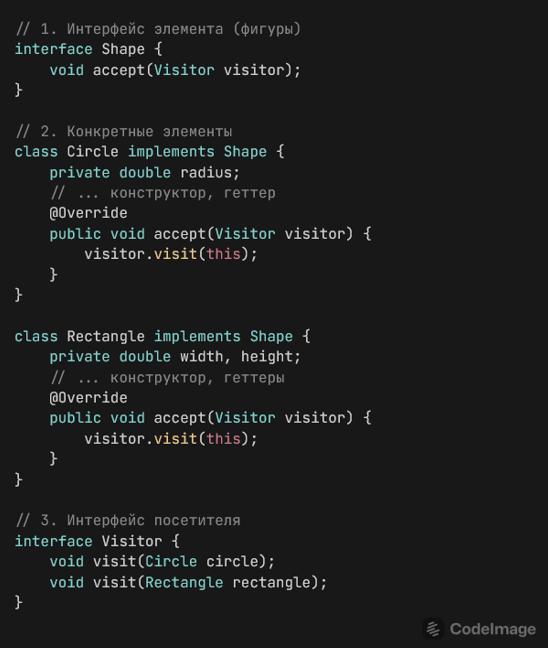 // 1. Интерфейс элемента (фигуры)
interface Shape {
    void accept(Visitor visitor);
}

// 2. Конкретные элементы
class Circle implements Shape {
    private double radius;
    // ... конструктор, геттер
    @Override
    public void accept(Visitor visitor) {
        visitor.visit(this);
    }
}

class Rectangle implements Shape {
    private double width, height;
    // ... конструктор, геттеры
    @Override
    public void accept(Visitor visitor) {
        visitor.visit(this);
    }
}

// 3. Интерфейс посетителя
interface Visitor {
    void visit(Circle circle);
    void visit(Rectangle rectangle);
}
CodeImage